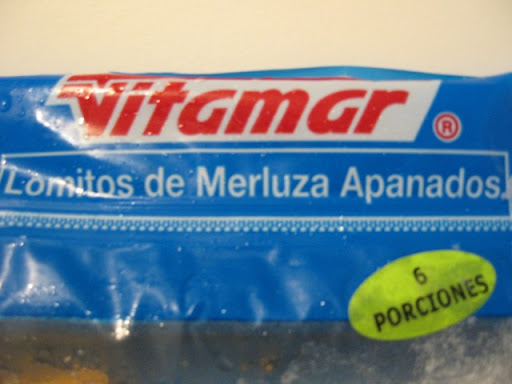 Vitamar ®
Lomitos de Merluza Apanados
6
PORCIONES